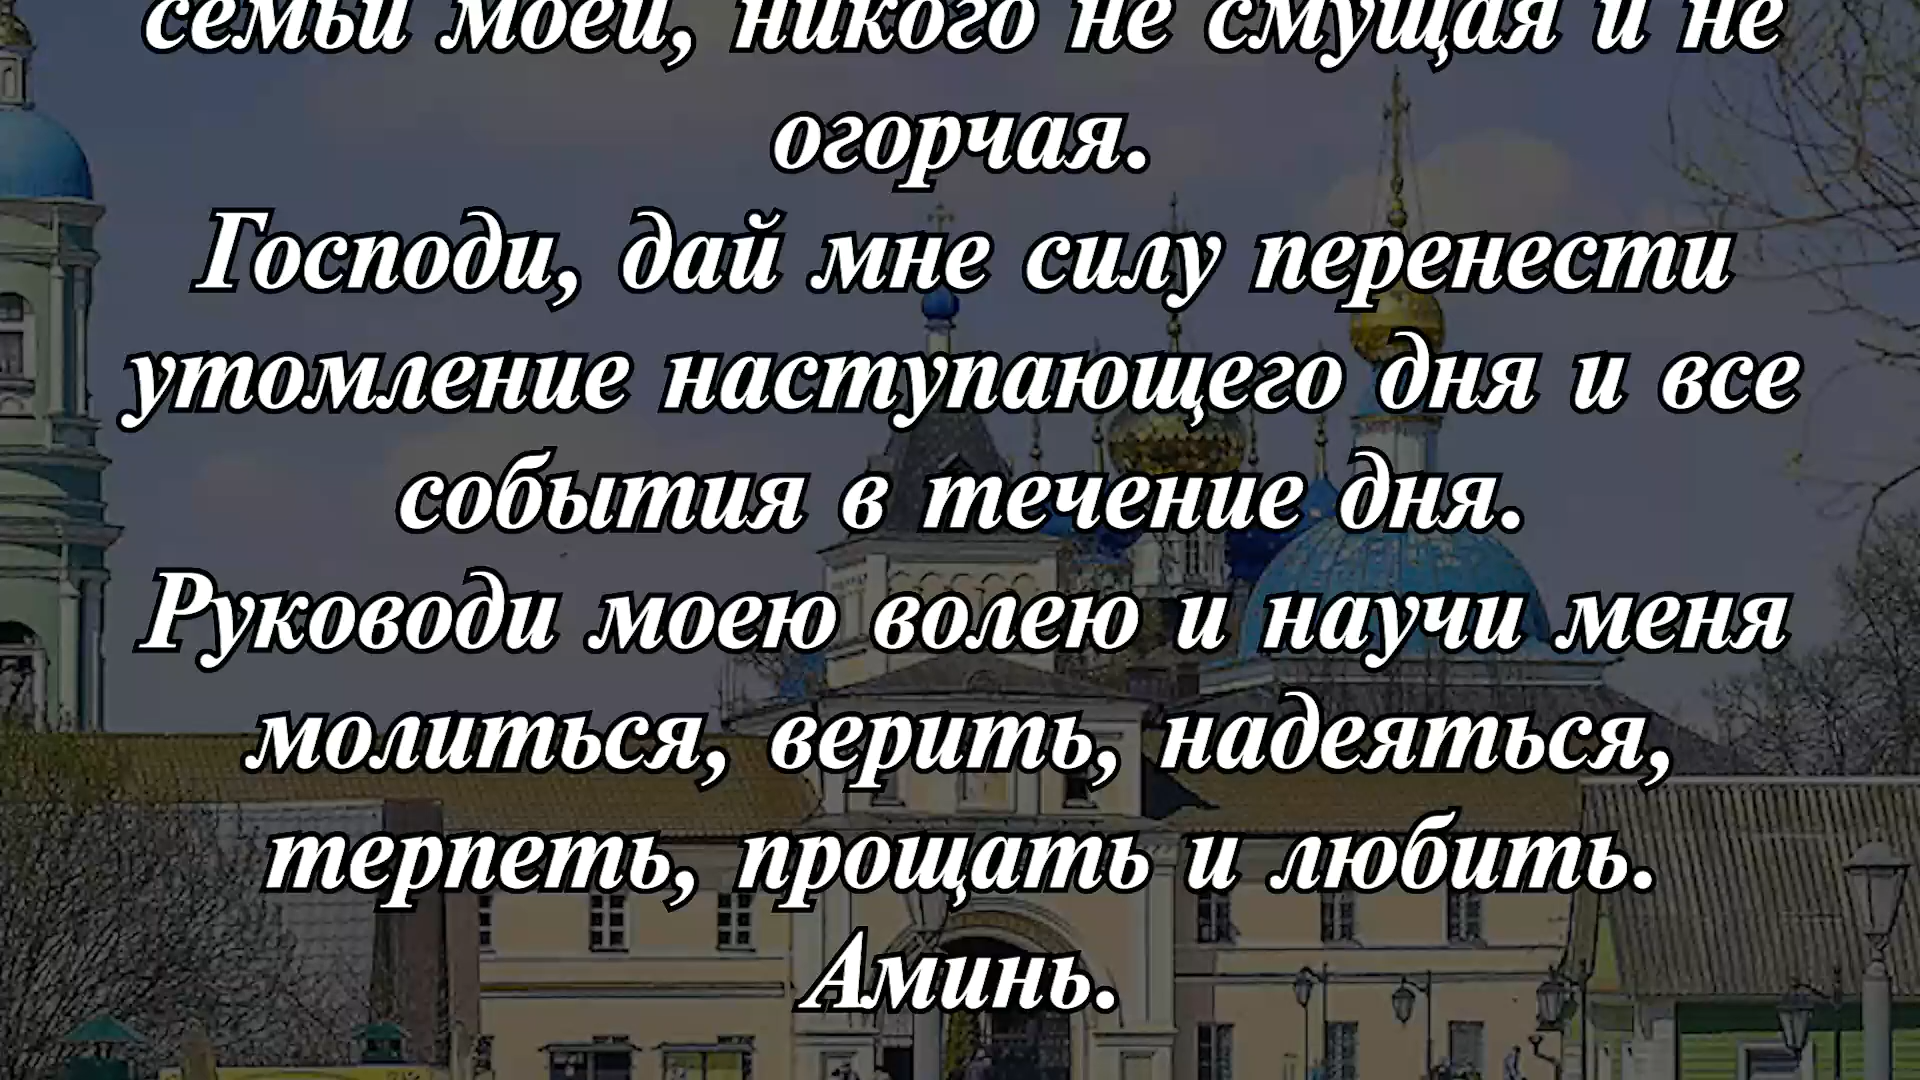 семьи моей, никого не смущая и не
огорчая.
Господи, дай мне силу перенести
утомление наступающего дня и все
события в течение дня.
Руководи моею волею и научи меня
молиться, верить, надеяться,
терпеть, прощать и любить.
Аминь.